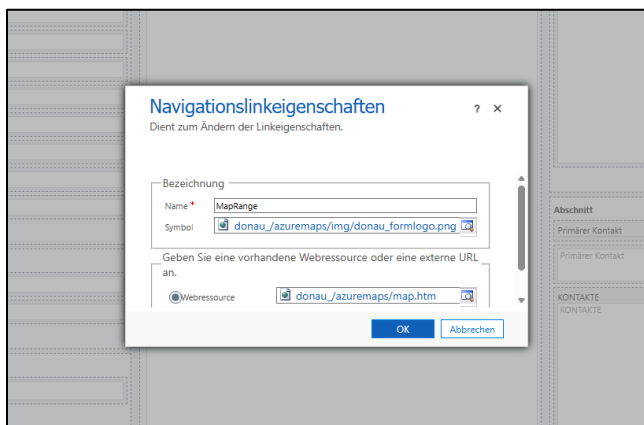 Navigationslinkeigenschaften
? ×
Dient zum Ändern der Linkeigenschaften.
Bezeichnung
Name * MapRange
Symbol donau_/azuremaps/img/donau_formlogo.png
Geben Sie eine vorhandene Webressource oder eine externe URL
an.
Webressource donau_/azuremaps/map.htm
OK Abbrechen
Abschnitt
Primärer Kontakt
Primärer Kontakt
KONTAKTE
KONTAKTE